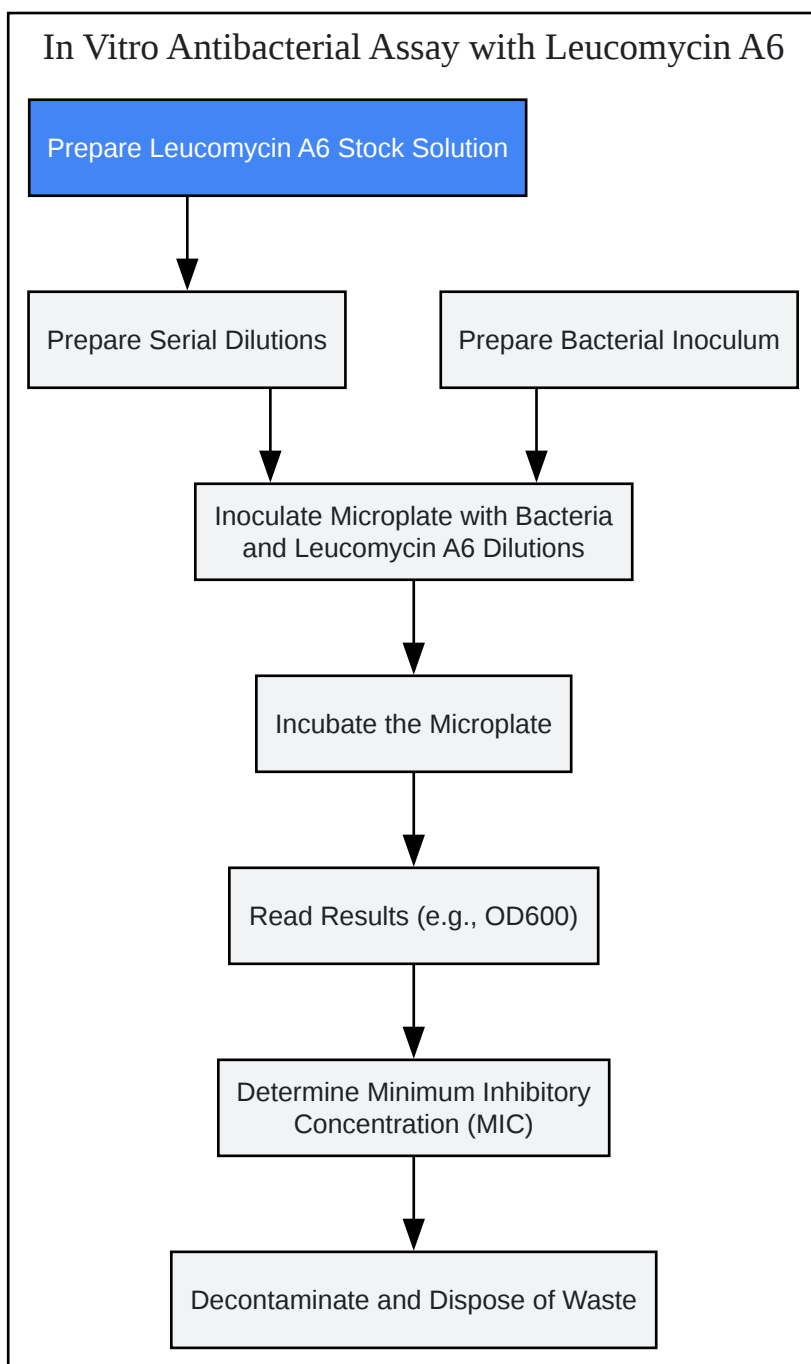 In Vitro Antibacterial Assay with Leucomycin A6
Prepare Leucomycin A6 Stock Solution
Prepare Serial Dilutions
Prepare Bacterial Inoculum
Inoculate Microplate with Bacteria
and Leucomycin A6 Dilutions
Incubate the Microplate
Read Results (e.g., OD600)
Determine Minimum Inhibitory
Concentration (MIC)
Decontaminate and Dispose of Waste